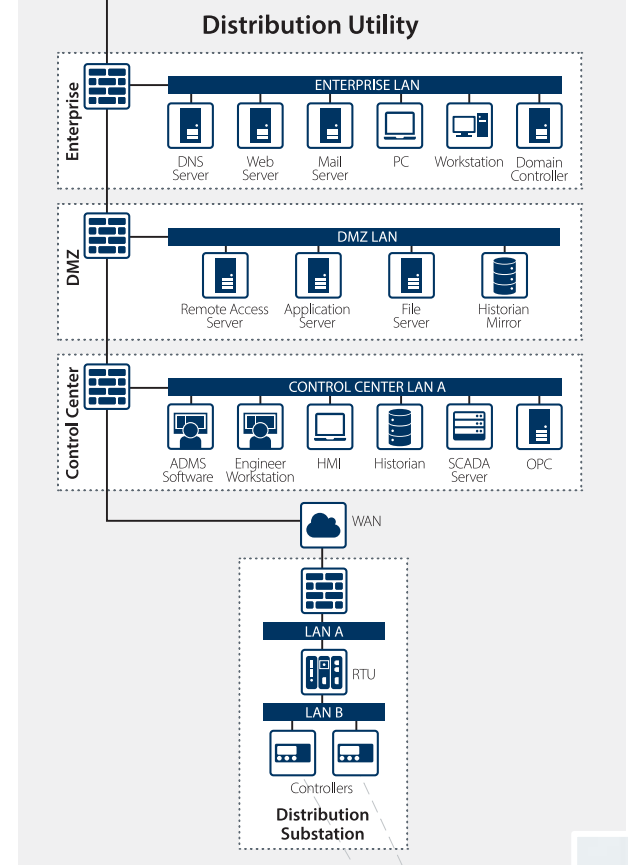 Distribution Utility
Enterprise
ENTERPRISE LAN
DNS
Server
Web
Server
Mail
Server
PC
Workstation
Domain
Controller
DMZ
DMZ LAN
Remote Access
Server
Application
Server
File
Server
Historian
Mirror
Control Center
CONTROL CENTER LAN A
ADMS
Software
Engineer
Workstation
HMI
Historian
SCADA
Server
OPC
WAN
LAN A
RTU
LAN B
Controllers
Distribution
Substation